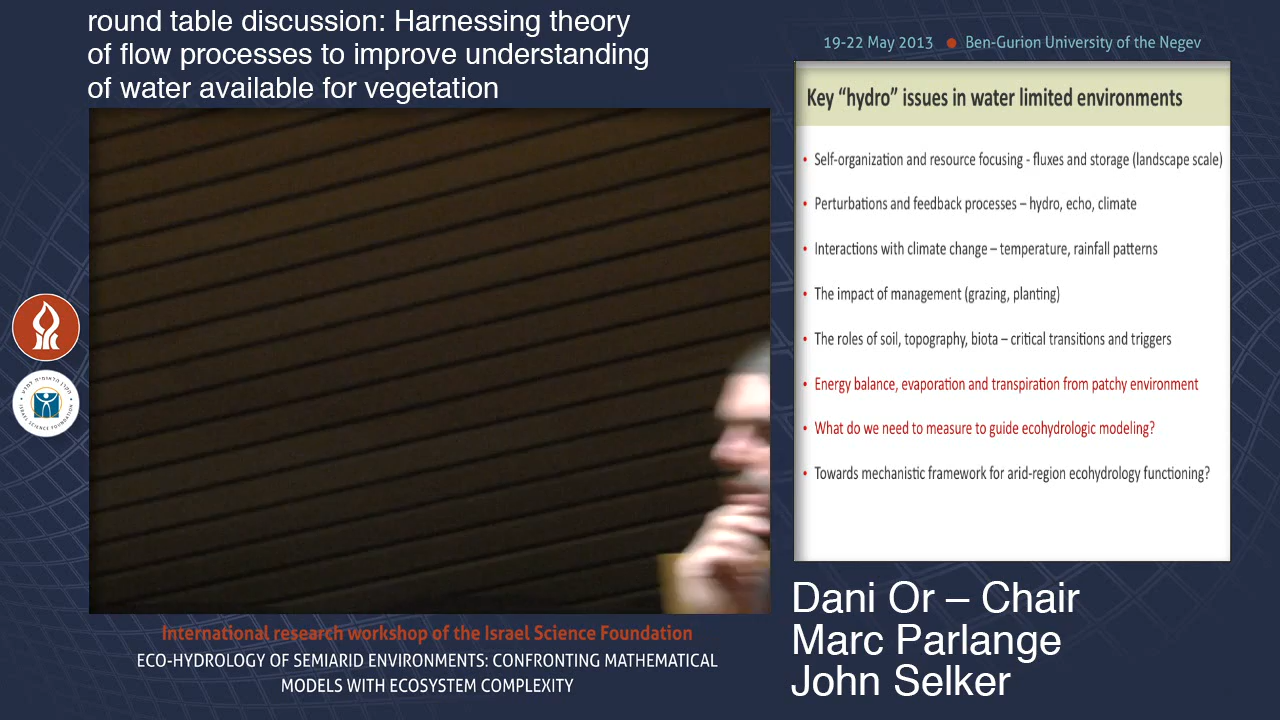 round table discussion: Harnessing theory
of flow processes to improve understanding
of water available for vegetation
19-22 May 2013 ● Ben-Gurion University of the Negev
Key “hydro” issues in water limited environments
• Self-organization and resource focusing - fluxes and storage (landscape scale)
• Perturbations and feedback processes – hydro, echo, climate
• Interactions with climate change – temperature, rainfall patterns
• The impact of management (grazing, planting)
• The roles of soil, topography, biota – critical transitions and triggers
• Energy balance, evaporation and transpiration from patchy environment
• What do we need to measure to guide ecohydrologic modeling?
• Towards mechanistic framework for arid-region ecohydrology functioning?
ISRAEL SCIENCE FOUNDATION
Dani Or – Chair
Marc Parlange
John Selker
International research workshop of the Israel Science Foundation
ECO-HYDROLOGY OF SEMIARID ENVIRONMENTS: CONFRONTING MATHEMATICAL
MODELS WITH ECOSYSTEM COMPLEXITY